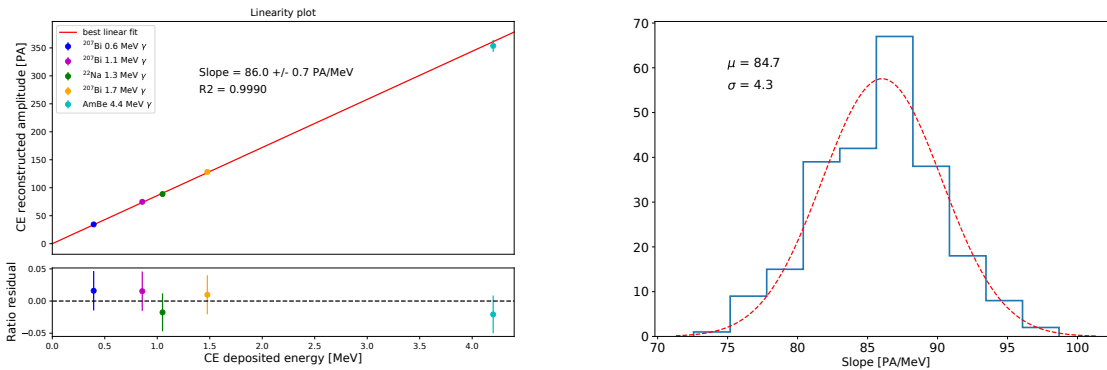 Linearity plot
best linear fit
²⁰⁷Bi 0.6 MeV γ
²⁰⁷Bi 1.1 MeV γ
²²Na 1.3 MeV γ
²⁰⁷Bi 1.7 MeV γ
AmBe 4.4 MeV γ
Slope = 86.0 +/- 0.7 PA/MeV
R2 = 0.9990
CE reconstructed amplitude [PA]
350
300
250
200
150
100
50
0
Ratio residual
0.05
0.00
−0.05
0.0 0.5 1.0 1.5 2.0 2.5 3.0 3.5 4.0
CE deposited energy [MeV]
μ = 84.7
σ = 4.3
70
60
50
40
30
20
10
0
70 75 80 85 90 95 100
Slope [PA/MeV]